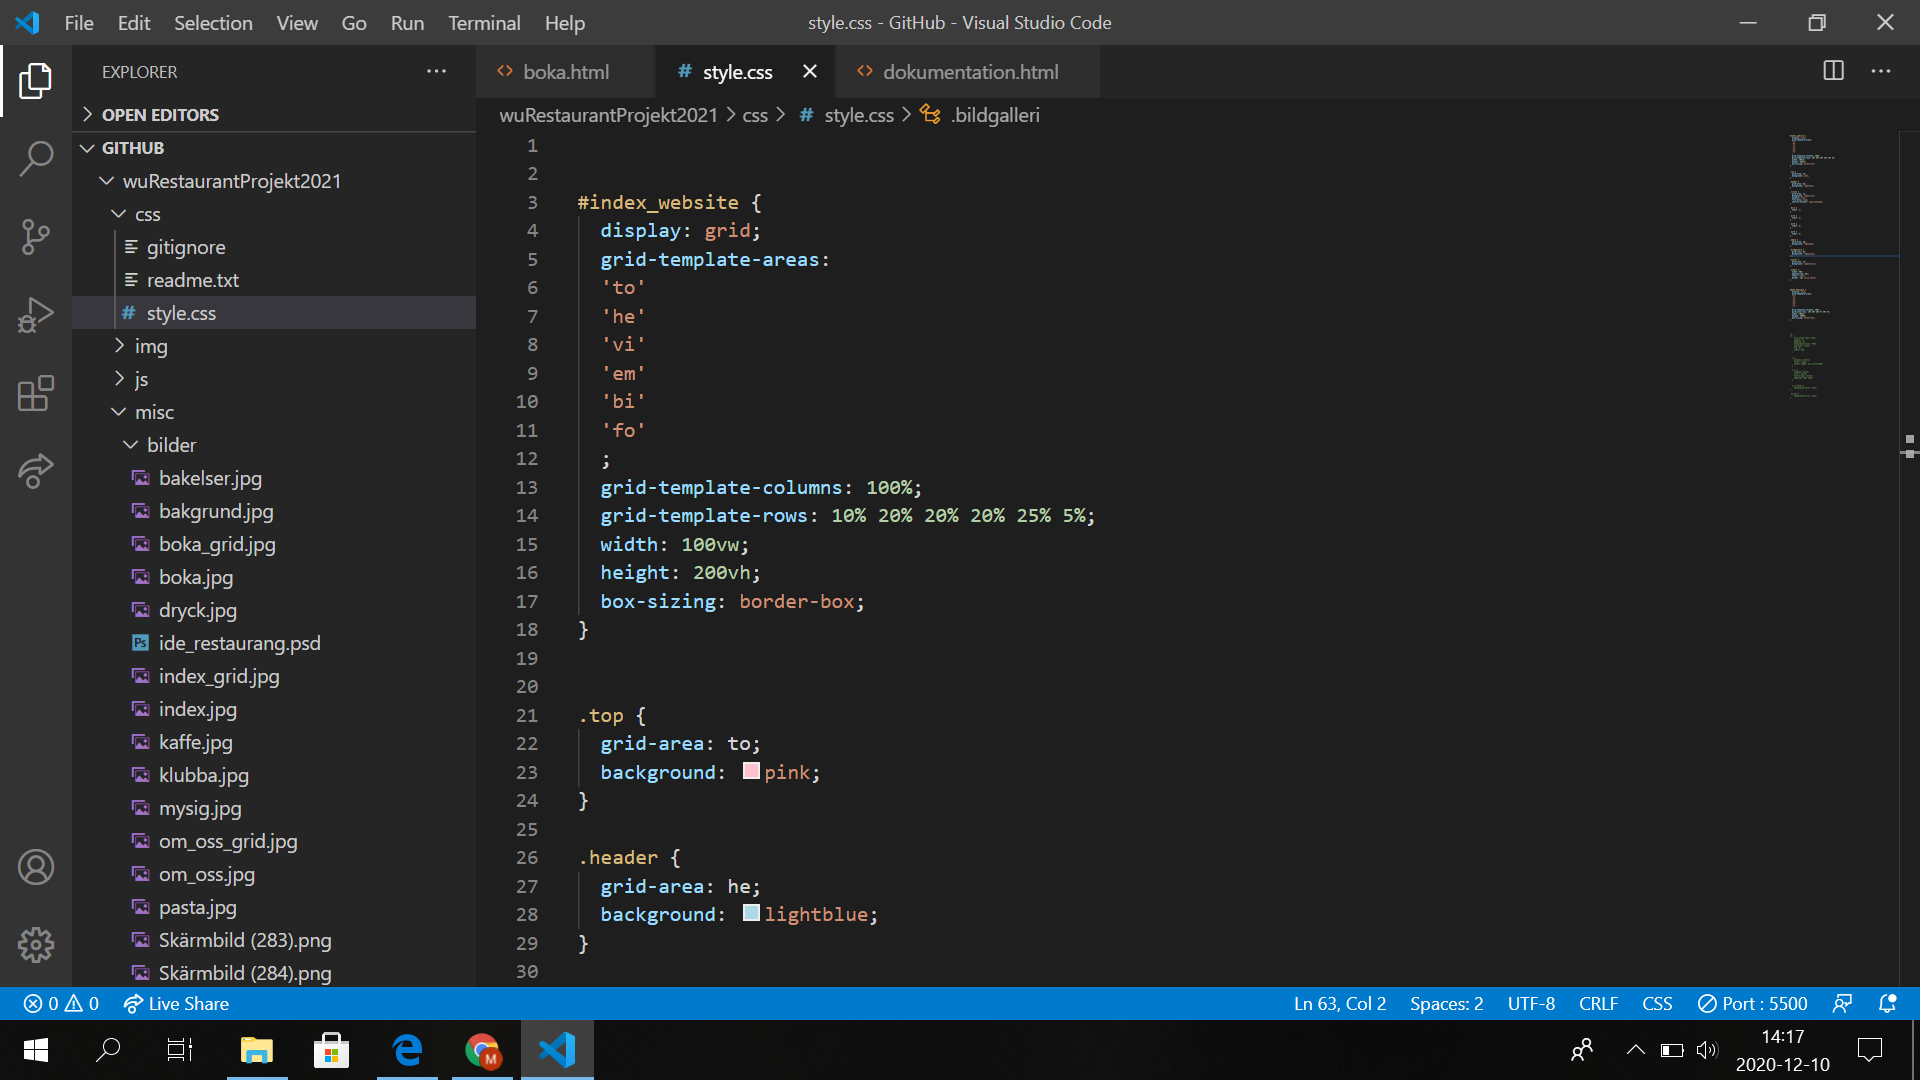 File Edit Selection View Go Run Terminal Help
style.css - GitHub - Visual Studio Code
EXPLORER
boka.html
# style.css
dokumentation.html
OPEN EDITORS
wuRestaurantProjekt2021 > css > # style.css > .bildgalleri
GITHUB
wuRestaurantProjekt2021
css
gitignore
readme.txt
# style.css
img
js
misc
bilder
bakelser.jpg
bakgrund.jpg
boka_grid.jpg
boka.jpg
dryck.jpg
Ps ide_restaurang.psd
index_grid.jpg
index.jpg
kaffe.jpg
klubba.jpg
mysig.jpg
om_oss_grid.jpg
om_oss.jpg
pasta.jpg
Skärmbild (283).png
Skärmbild (284).png
1
2
3 #index_website {
4 display: grid;
5 grid-template-areas:
6 'to'
7 'he'
8 'vi'
9 'em'
10 'bi'
11 'fo'
12 ;
13 grid-template-columns: 100%;
14 grid-template-rows: 10% 20% 20% 20% 25% 5%;
15 width: 100vw;
16 height: 200vh;
17 box-sizing: border-box;
18 }
19
20
21 .top {
22 grid-area: to;
23 background: pink;
24 }
25
26 .header {
27 grid-area: he;
28 background: lightblue;
29 }
30
0 0 Live Share
Ln 63, Col 2 Spaces: 2 UTF-8 CRLF CSS Port : 5500
M
14:17
2020-12-10